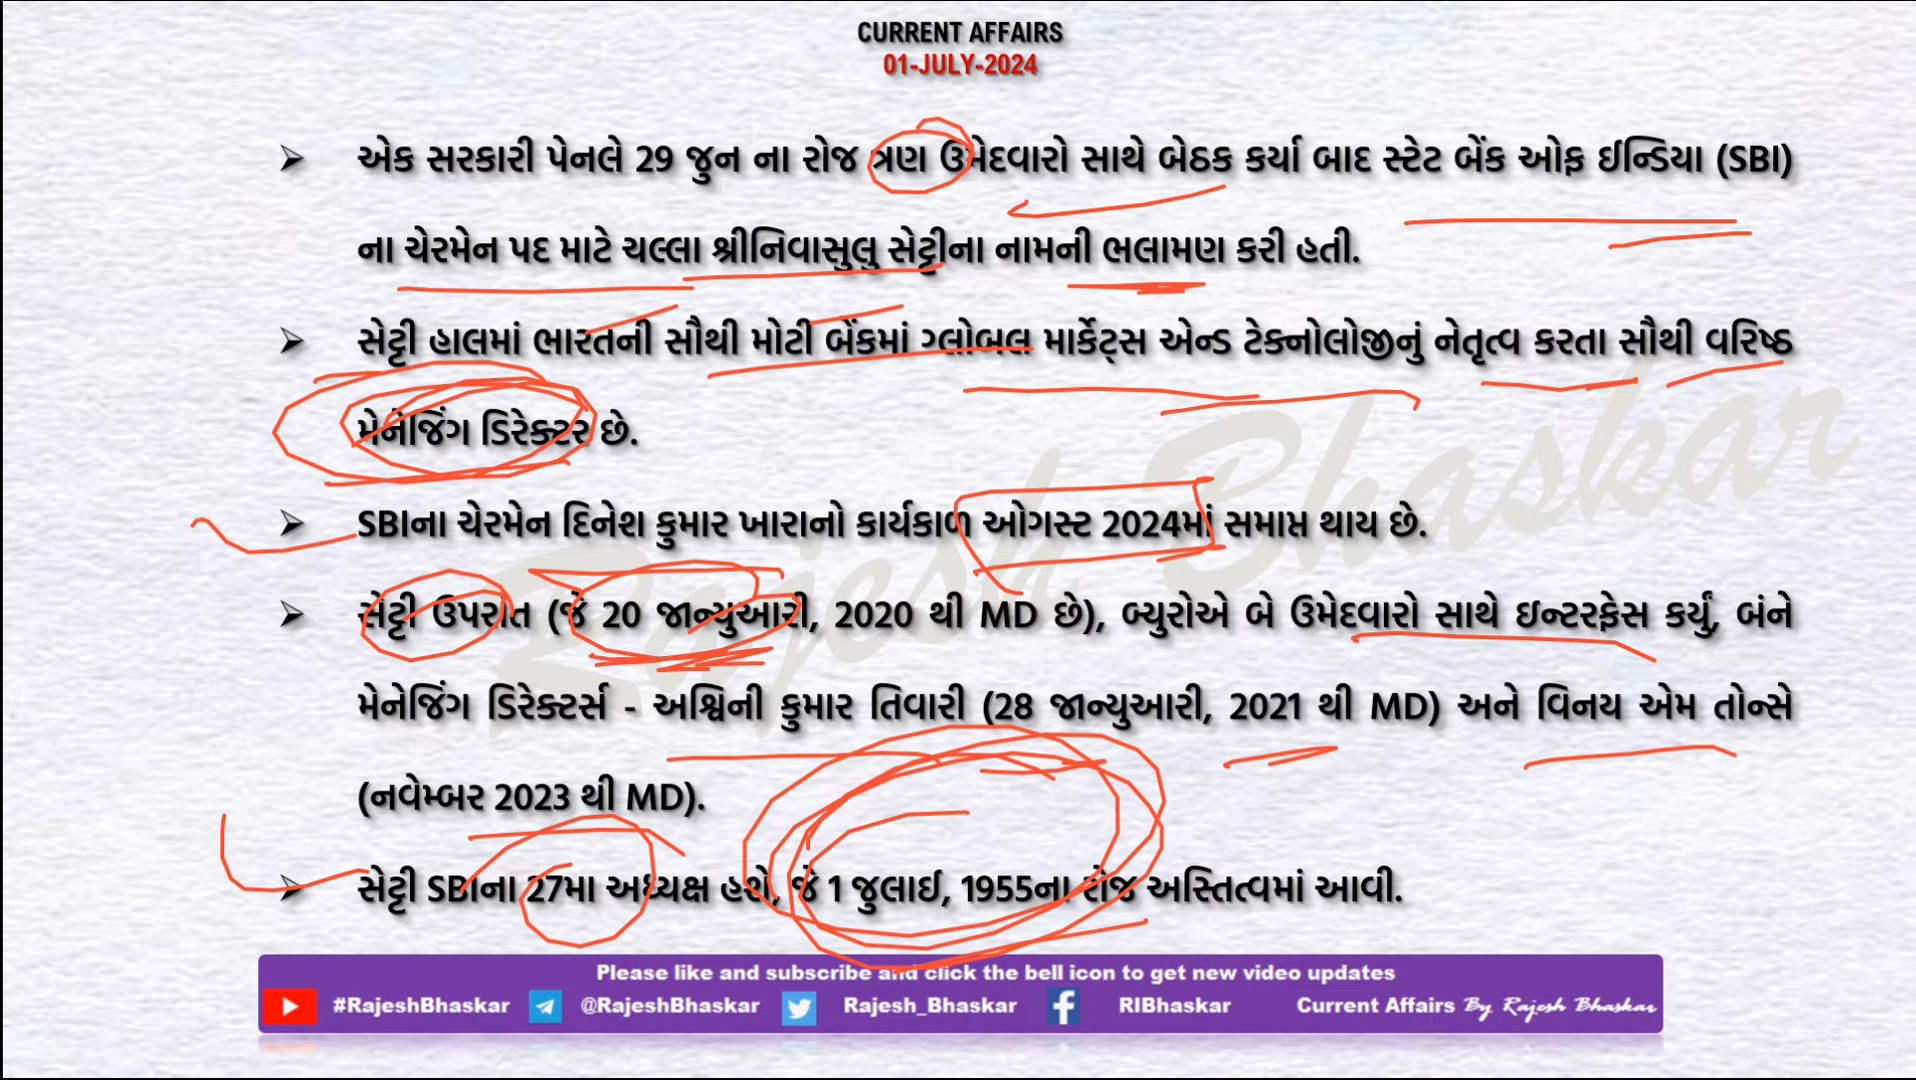 CURRENT AFFAIRS
01-JULY-2024
એક સરકારી પેનલે 29 જુન ના રોજ ત્રણ ઉમેદવારો સાથે બેઠક કર્યા બાદ સ્ટેટ બેંક ઓફ ઈન્ડિયા (SBI)
ના ચેરમેન પદ માટે ચલ્લા શ્રીનિવાસુલુ સેટ્ટીના નામની ભલામણ કરી હતી.
સેટ્ટી હાલમાં ભારતની સૌથી મોટી બેંકમાં ગ્લોબલ માર્કેટ્સ એન્ડ ટેક્નોલોજીનું નેતૃત્વ કરતા સૌથી વરિષ્ઠ
મેનેજિંગ ડિરેક્ટર છે.
SBIના ચેરમેન દિનેશ કુમાર ખારાનો કાર્યકાળ ઓગસ્ટ 2024માં સમાપ્ત થાય છે.
સેટ્ટી ઉપરાંત (જે 20 જાન્યુઆરી, 2020 થી MD છે), બ્યુરોએ બે ઉમેદવારો સાથે ઇન્ટરફેસ કર્યું, બંને
મેનેજિંગ ડિરેક્ટર્સ - અશ્વિની કુમાર તિવારી (28 જાન્યુઆરી, 2021 થી MD) અને વિનય એમ તોન્સે
(નવેમ્બર 2023 થી MD).
સેટ્ટી SBIના 27મા અધ્યક્ષ હશે, જે 1 જુલાઈ, 1955ના રોજ અસ્તિત્વમાં આવી.
Rajesh Bhaskar
Please like and subscribe and click the bell icon to get new video updates
#RajeshBhaskar @RajeshBhaskar Rajesh_Bhaskar RIBhaskar Current Affairs By Rajesh Bhaskar